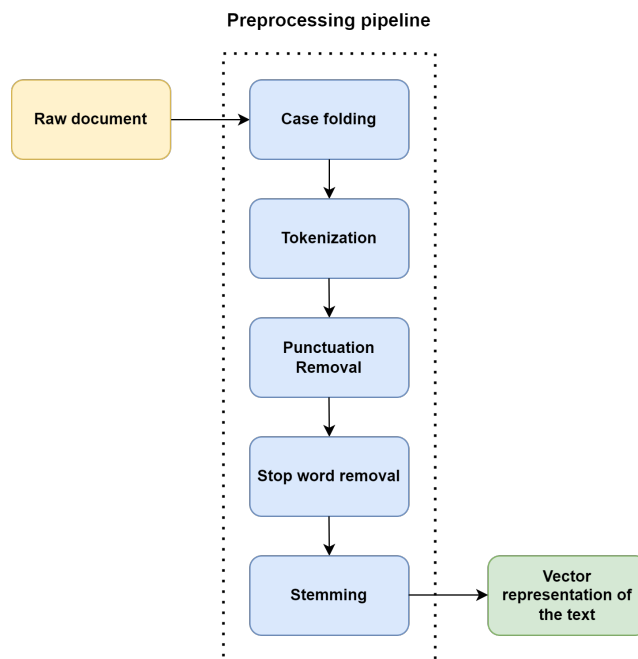 Preprocessing pipeline
Raw document
Case folding
Tokenization
Punctuation
Removal
Stop word removal
Stemming
Vector
representation of
the text